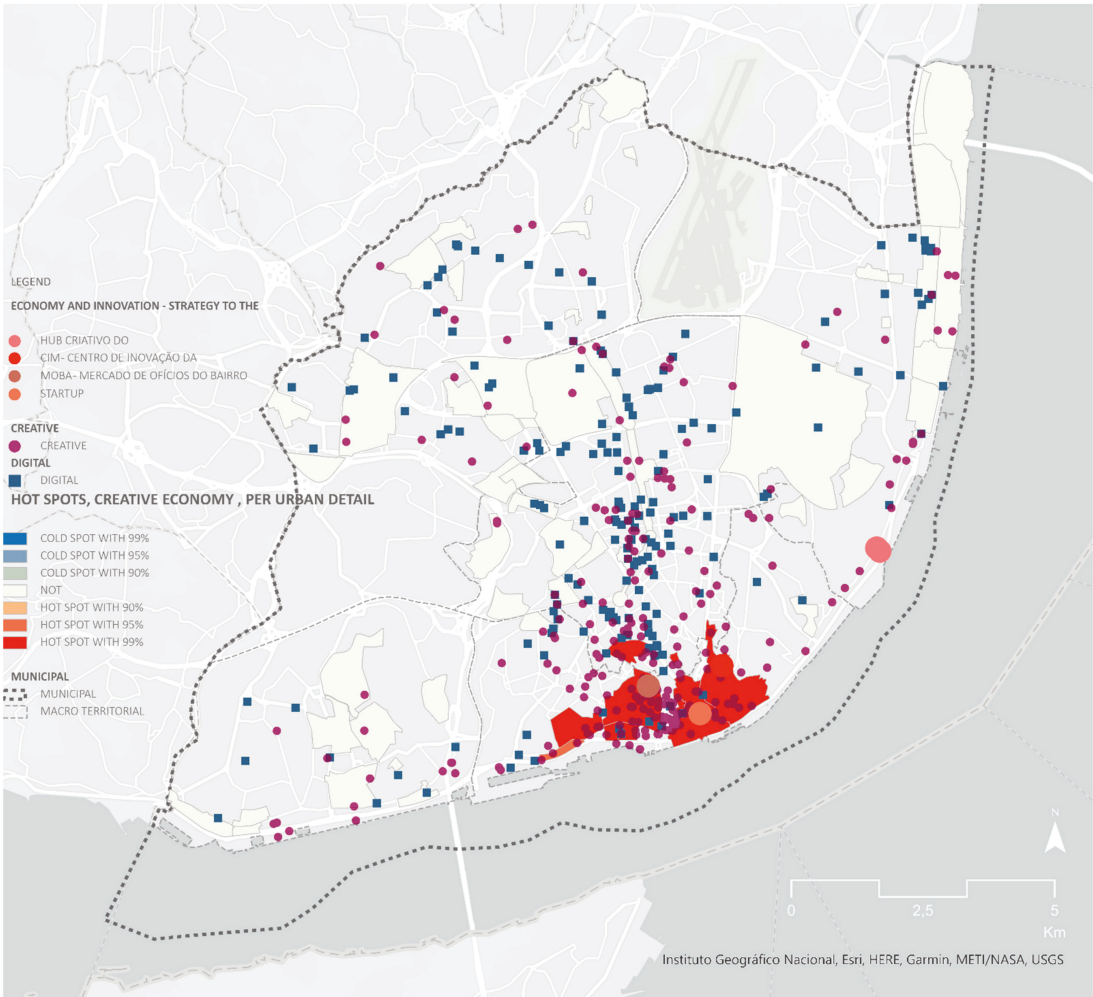 LEGEND
ECONOMY AND INNOVATION - STRATEGY TO THE
HUB CRIATIVO DO
CIM- CENTRO DE INOVAÇÃO DA
MOBA- MERCADO DE OFÍCIOS DO BAIRRO
STARTUP
CREATIVE
CREATIVE
DIGITAL
DIGITAL
HOT SPOTS, CREATIVE ECONOMY , PER URBAN DETAIL
COLD SPOT WITH 99%
COLD SPOT WITH 95%
COLD SPOT WITH 90%
NOT
HOT SPOT WITH 90%
HOT SPOT WITH 95%
HOT SPOT WITH 99%
MUNICIPAL
MUNICIPAL
MACRO TERRITORIAL
N
0 2,5 5
Km
Instituto Geográfico Nacional, Esri, HERE, Garmin, METI/NASA, USGS